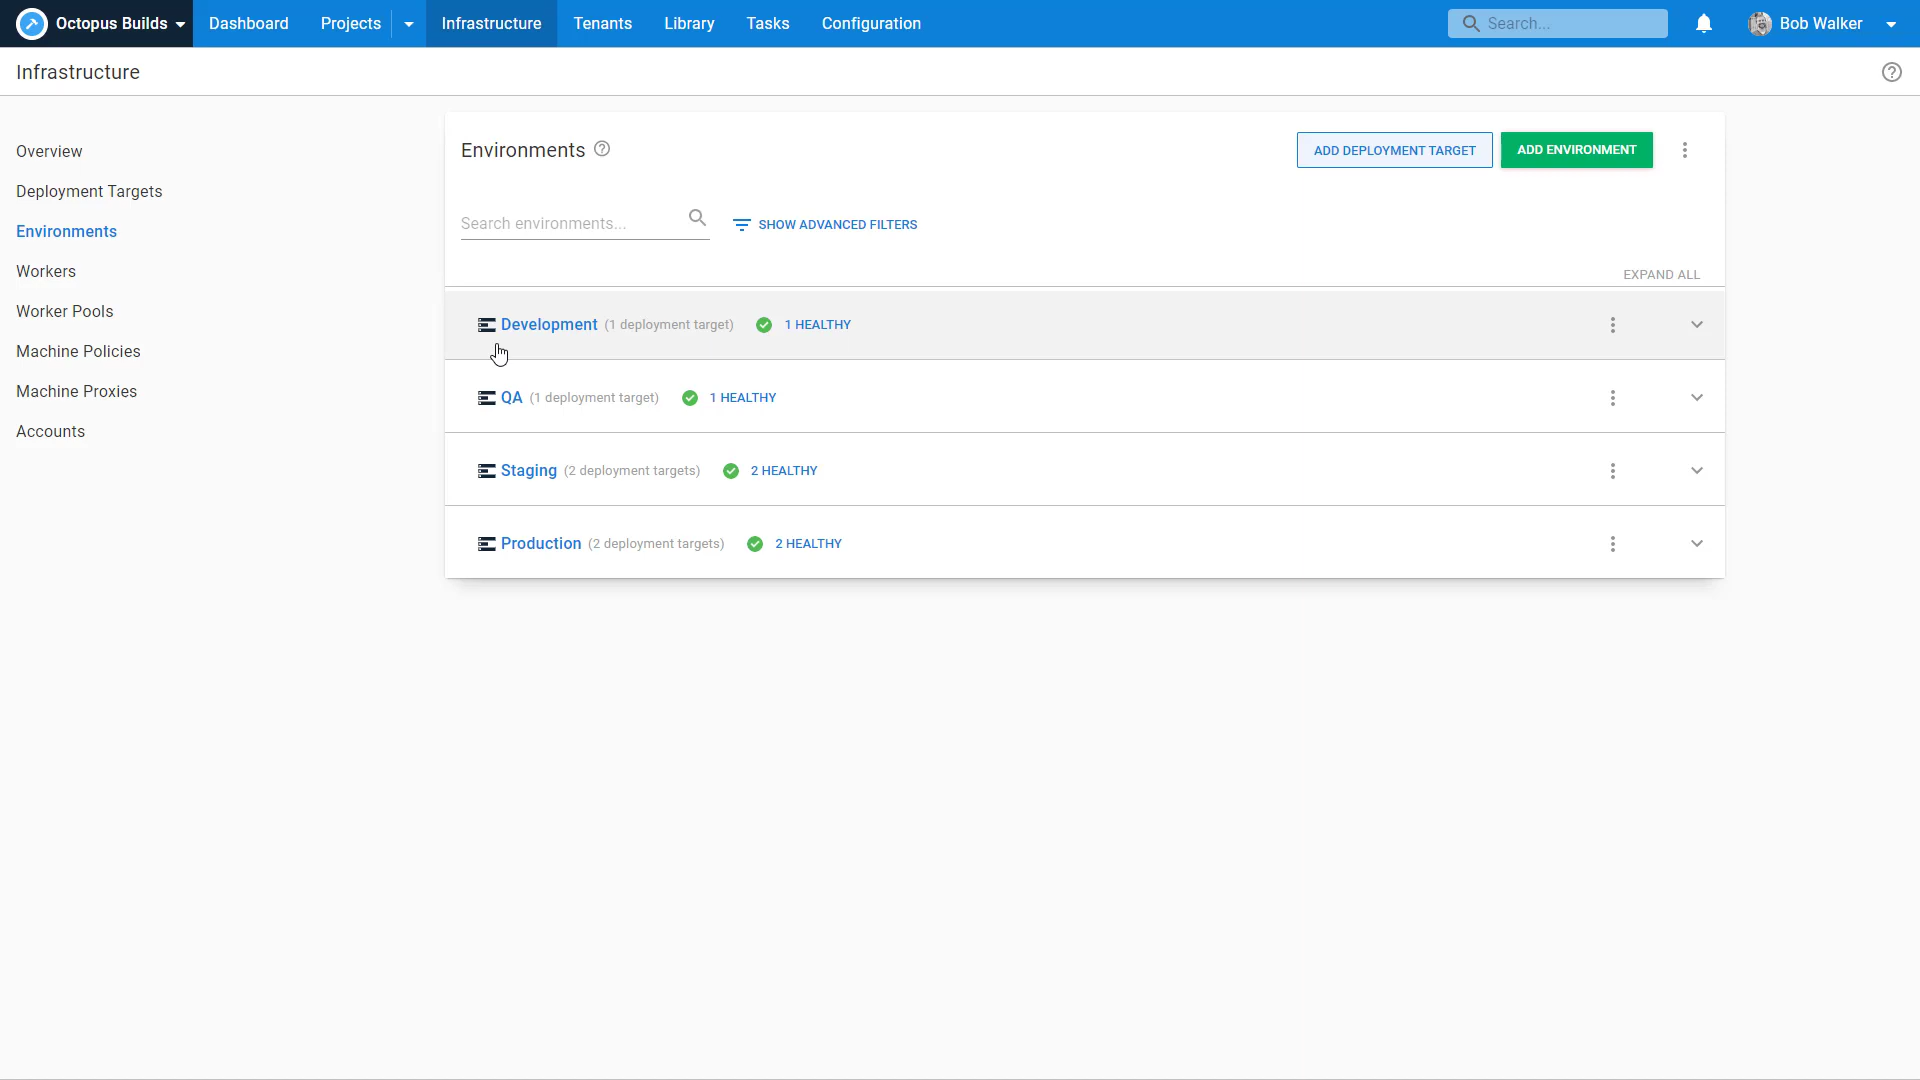 Octopus Builds Dashboard Projects Infrastructure Tenants Library Tasks Configuration Search... Bob Walker
Infrastructure
Overview
Deployment Targets
Environments
Workers
Worker Pools
Machine Policies
Machine Proxies
Accounts
Environments ADD DEPLOYMENT TARGET ADD ENVIRONMENT
Search environments... SHOW ADVANCED FILTERS
EXPAND ALL
Development (1 deployment target) 1 HEALTHY
QA (1 deployment target) 1 HEALTHY
Staging (2 deployment targets) 2 HEALTHY
Production (2 deployment targets) 2 HEALTHY